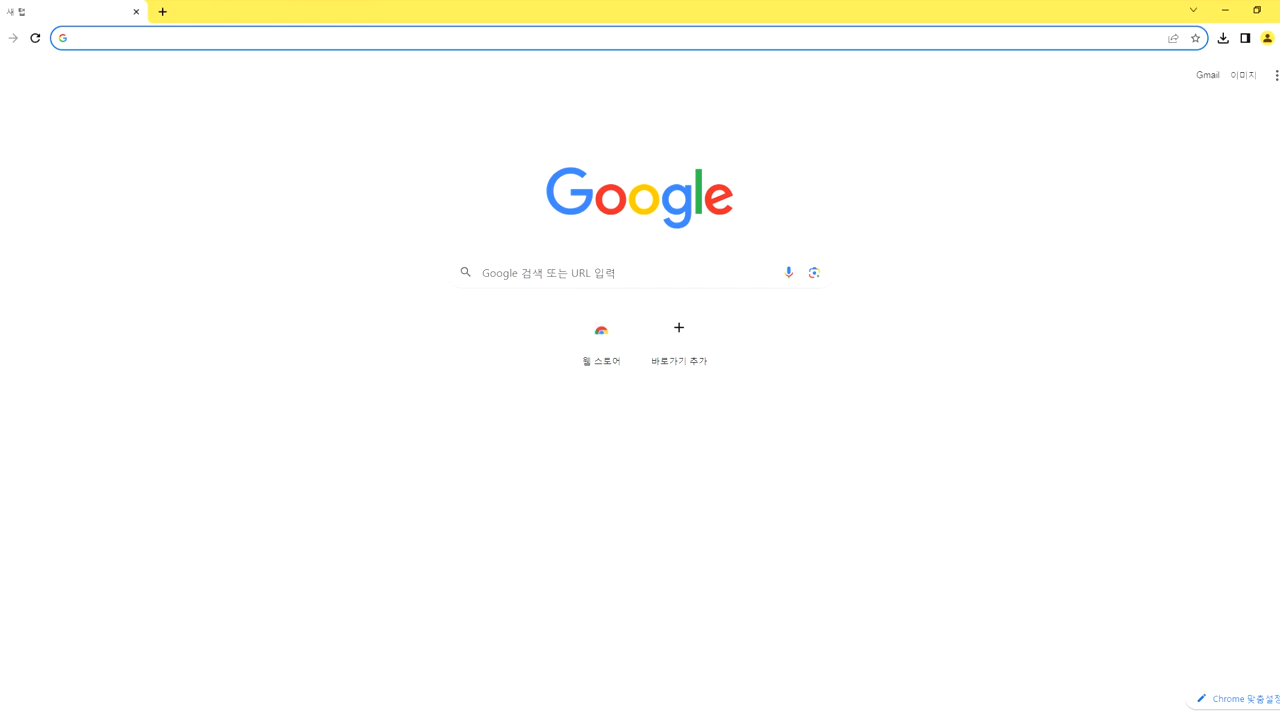 새 탭
Gmail 이미지
Google
Google 검색 또는 URL 입력
웹 스토어 바로가기 추가
Chrome 맞춤설정